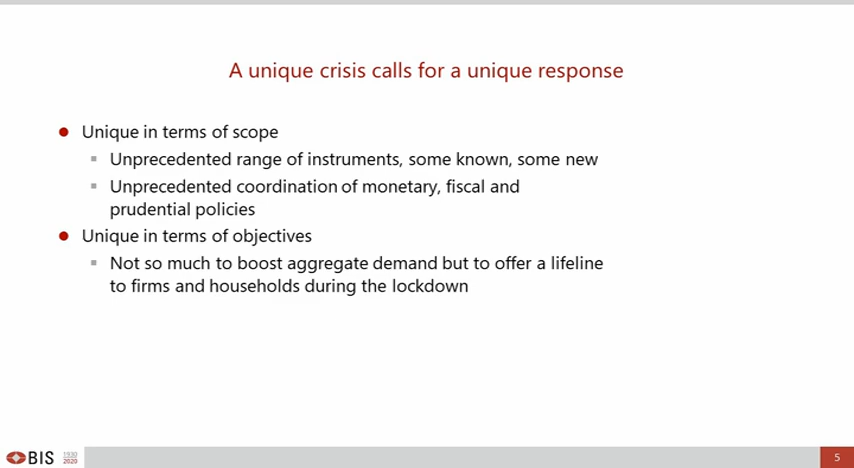 A unique crisis calls for a unique response
Unique in terms of scope
Unprecedented range of instruments, some known, some new
Unprecedented coordination of monetary, fiscal and
prudential policies
Unique in terms of objectives
Not so much to boost aggregate demand but to offer a lifeline
to firms and households during the lockdown
BIS
1930
2020
5